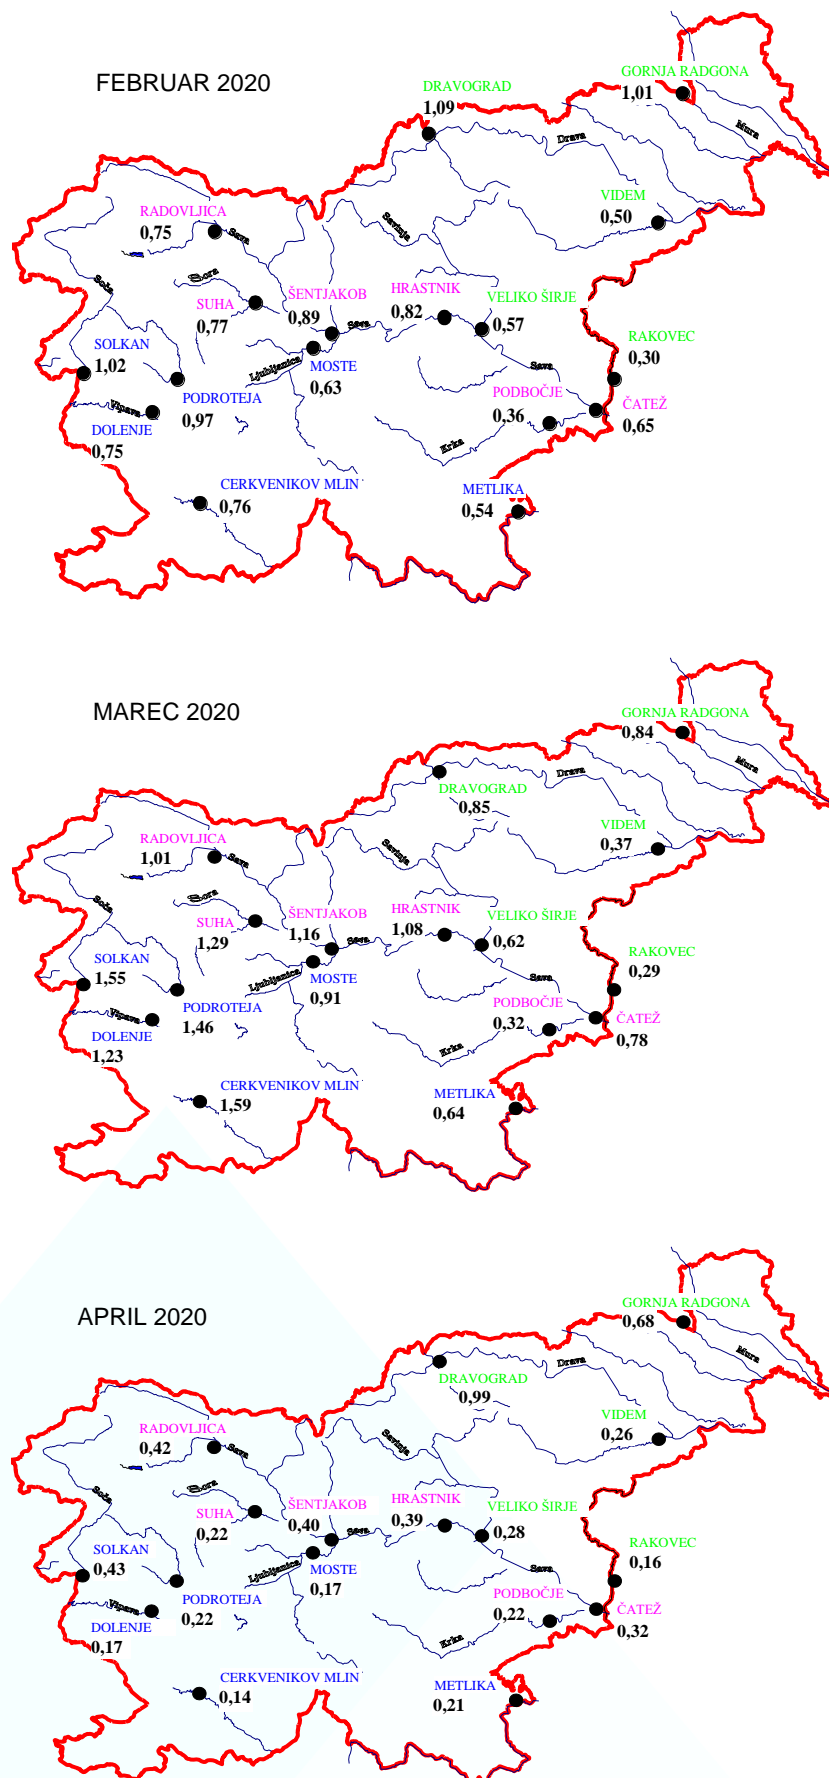 FEBRUAR 2020
GORNJA RADGONA
1,01
DRAVOGRAD
1,09
Mura
Drava
RADOVLJICA
0,75
Sava
Savinja
VIDEM
0,50
Sora
Soča
SUHA
0,77
ŠENTJAKOB
0,89
Sava
HRASTNIK
0,82
VELIKO ŠIRJE
0,57
SOLKAN
1,02
Ljubljanica
MOSTE
0,63
Sava
RAKOVEC
0,30
PODROTEJA
0,97
Vipava
DOLENJE
0,75
PODBOČJE
0,36
ČATEŽ
0,65
Krka
CERKVENIKOV MLIN
0,76
METLIKA
0,54
MAREC 2020
GORNJA RADGONA
0,84
Mura
Drava
DRAVOGRAD
0,85
RADOVLJICA
1,01
Sava
Savinja
VIDEM
0,37
Sora
Soča
SUHA
1,29
ŠENTJAKOB
1,16
Sava
HRASTNIK
1,08
VELIKO ŠIRJE
0,62
SOLKAN
1,55
Ljubljanica
MOSTE
0,91
Sava
RAKOVEC
0,29
PODROTEJA
1,46
Vipava
DOLENJE
1,23
PODBOČJE
0,32
ČATEŽ
0,78
Krka
CERKVENIKOV MLIN
1,59
METLIKA
0,64
APRIL 2020
GORNJA RADGONA
0,68
Mura
Drava
DRAVOGRAD
0,99
RADOVLJICA
0,42
Sava
Savinja
VIDEM
0,26
Sora
Soča
SUHA
0,22
ŠENTJAKOB
0,40
Sava
HRASTNIK
0,39
VELIKO ŠIRJE
0,28
SOLKAN
0,43
Ljubljanica
MOSTE
0,17
Sava
RAKOVEC
0,16
PODROTEJA
0,22
Vipava
DOLENJE
0,17
PODBOČJE
0,22
ČATEŽ
0,32
Krka
CERKVENIKOV MLIN
0,14
METLIKA
0,21